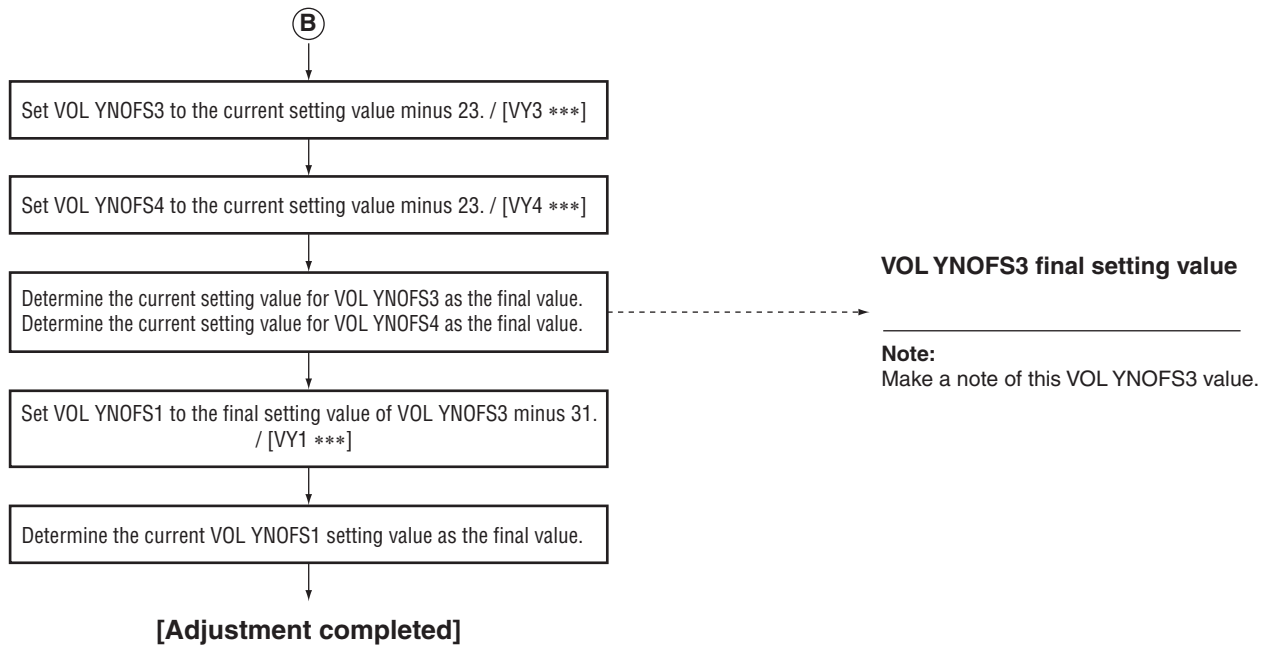 B
Set VOL YNOFS3 to the current setting value minus 23. / [VY3 ***]
Set VOL YNOFS4 to the current setting value minus 23. / [VY4 ***]
Determine the current setting value for VOL YNOFS3 as the final value.
Determine the current setting value for VOL YNOFS4 as the final value.
VOL YNOFS3 final setting value
Note:
Make a note of this VOL YNOFS3 value.
Set VOL YNOFS1 to the final setting value of VOL YNOFS3 minus 31.
/ [VY1 ***]
Determine the current VOL YNOFS1 setting value as the final value.
[Adjustment completed]